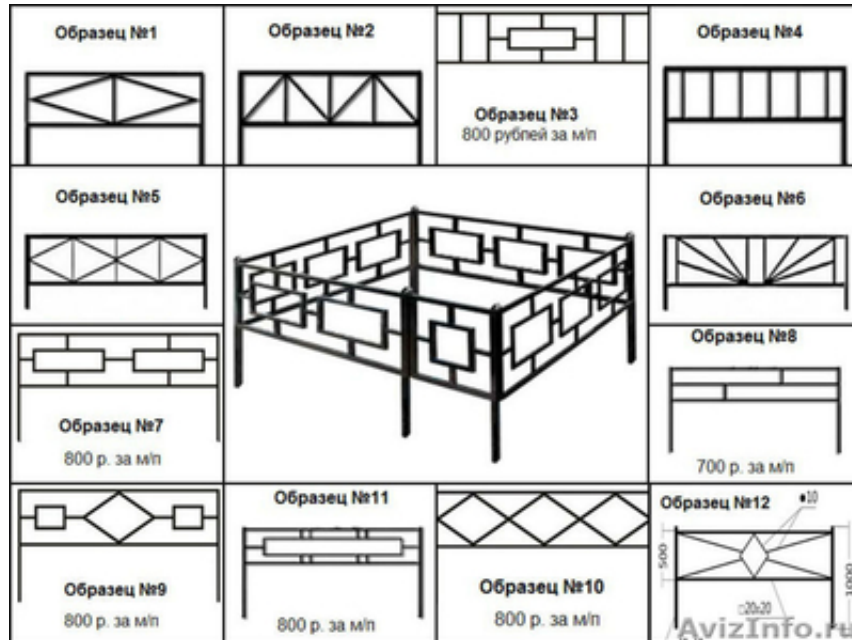 Образец №1
Образец №2
Образец №3
800 рублей за м/п
Образец №4
Образец №5
Образец №6
Образец №7
800 р. за м/п
Образец №8
700 р. за м/п
Образец №9
800 р. за м/п
Образец №11
800 р. за м/п
Образец №10
800 р. за м/п
Образец №12
10
500
1000
□20х20
AvizInfo.ru